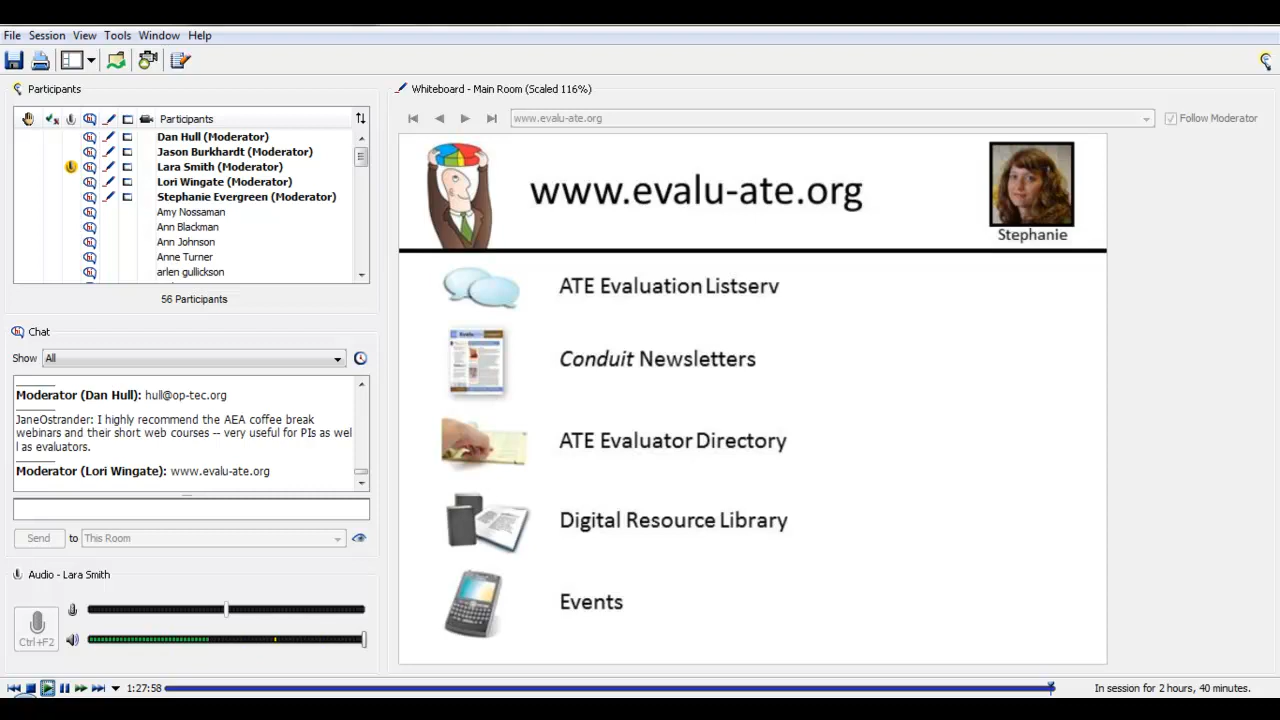 File Session View Tools Window Help
Participants
Participants
Dan Hull (Moderator)
Jason Burkhardt (Moderator)
Lara Smith (Moderator)
Lori Wingate (Moderator)
Stephanie Evergreen (Moderator)
Amy Nossaman
Ann Blackman
Ann Johnson
Anne Turner
arlen gullickson
56 Participants
Chat
Show All
Moderator (Dan Hull): hull@op-tec.org
JaneOstrander: I highly recommend the AEA coffee break
webinars and their short web courses -- very useful for PIs as wel
l as evaluators.
Moderator (Lori Wingate): www.evalu-ate.org
Send to This Room
Audio - Lara Smith
Ctrl+F2
Whiteboard - Main Room (Scaled 116%)
www.evalu-ate.org Follow Moderator
www.evalu-ate.org
Stephanie
ATE Evaluation Listserv
Conduit Newsletters
ATE Evaluator Directory
Digital Resource Library
Events
1:27:58 In session for 2 hours, 40 minutes.